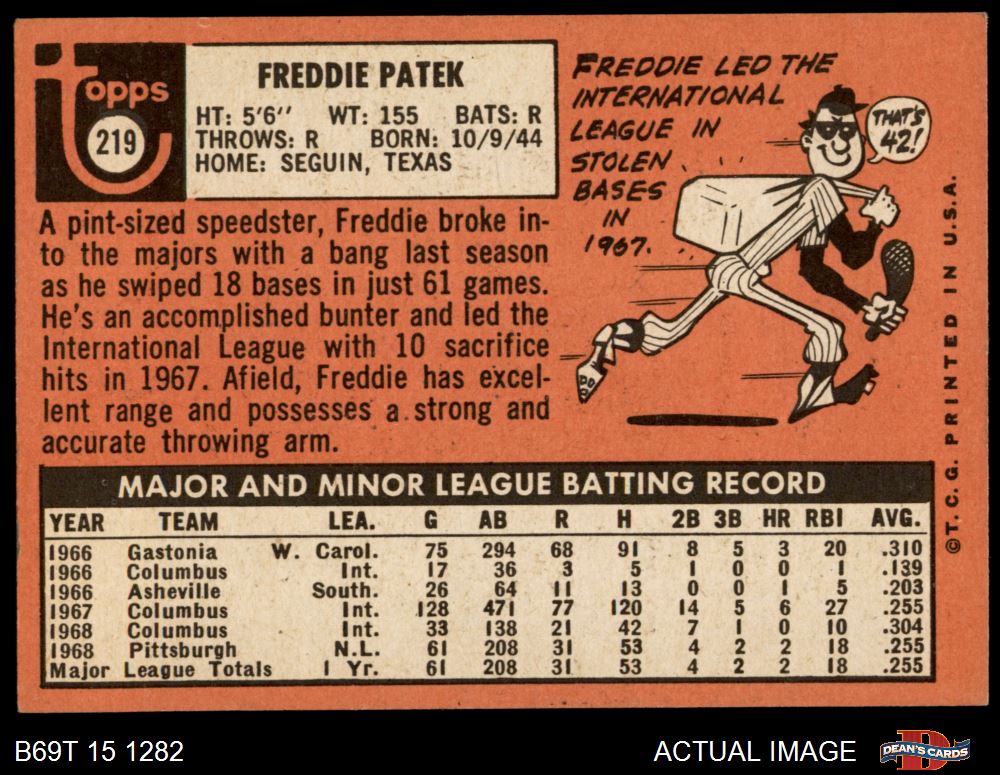 Topps
219
FREDDIE PATEK
HT: 5'6" WT: 155 BATS: R
THROWS: R BORN: 10/9/44
HOME: SEGUIN, TEXAS
A pint-sized speedster, Freddie broke in-
to the majors with a bang last season
as he swiped 18 bases in just 61 games.
He's an accomplished bunter and led the
International League with 10 sacrifice
hits in 1967. Afield, Freddie has excel-
lent range and possesses a strong and
accurate throwing arm.
FREDDIE LED THE
INTERNATIONAL
LEAGUE IN
STOLEN
BASES
IN
1967.
THAT'S
42!
©T. C. G. PRINTED IN U.S.A.
MAJOR AND MINOR LEAGUE BATTING RECORD
YEAR TEAM LEA. G AB R H 2B 3B HR RBI AVG.
1966 Gastonia W. Carol. 75 294 68 91 8 5 3 20 .310
1966 Columbus Int. 17 36 3 5 1 0 0 1 .139
1966 Asheville South. 26 64 11 13 0 0 1 5 .203
1967 Columbus Int. 128 471 77 120 14 5 6 27 .255
1968 Columbus Int. 33 138 21 42 7 1 0 10 .304
1968 Pittsburgh N.L. 61 208 31 53 4 2 2 18 .255
Major League Totals 1 Yr. 61 208 31 53 4 2 2 18 .255
B69T 15 1282
ACTUAL IMAGE
D
DEAN'S CARDS